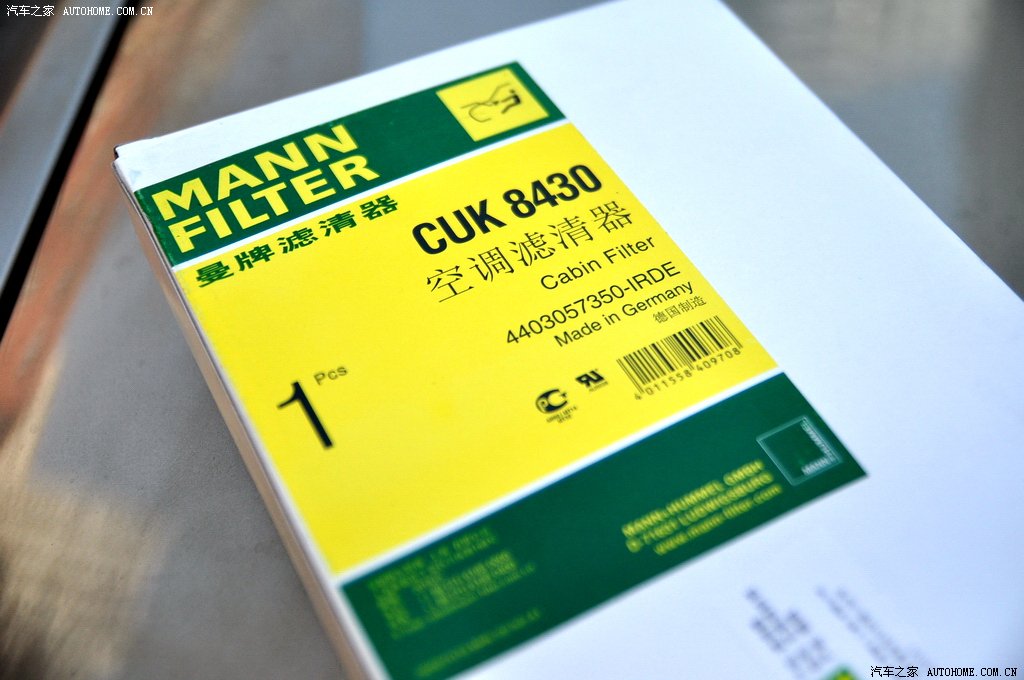 汽车之家 AUTOHOME.COM.CN
MANN
FILTER
曼牌滤清器
CUK 8430
空调滤清器
Cabin Filter
4403057350-IRDE
Made in Germany
德国制造
1 Pcs
4 011558 409708
MANN+HUMMEL GMBH
D 71631 LUDWIGSBURG
www.mann-filter.com
汽车之家 AUTOHOME.COM.CN